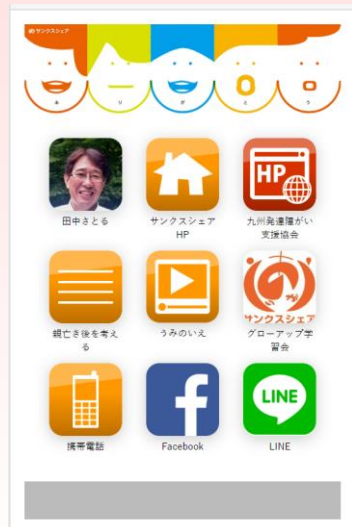 サンクスシェア
あ り が と う
田中さとる
サンクスシェア
HP
HP
九州発達障がい
支援協会
親亡き後を考え
る
うみのいえ
サンクスシェア
グローアップ学
習会
携帯電話
Facebook
LINE
LINE